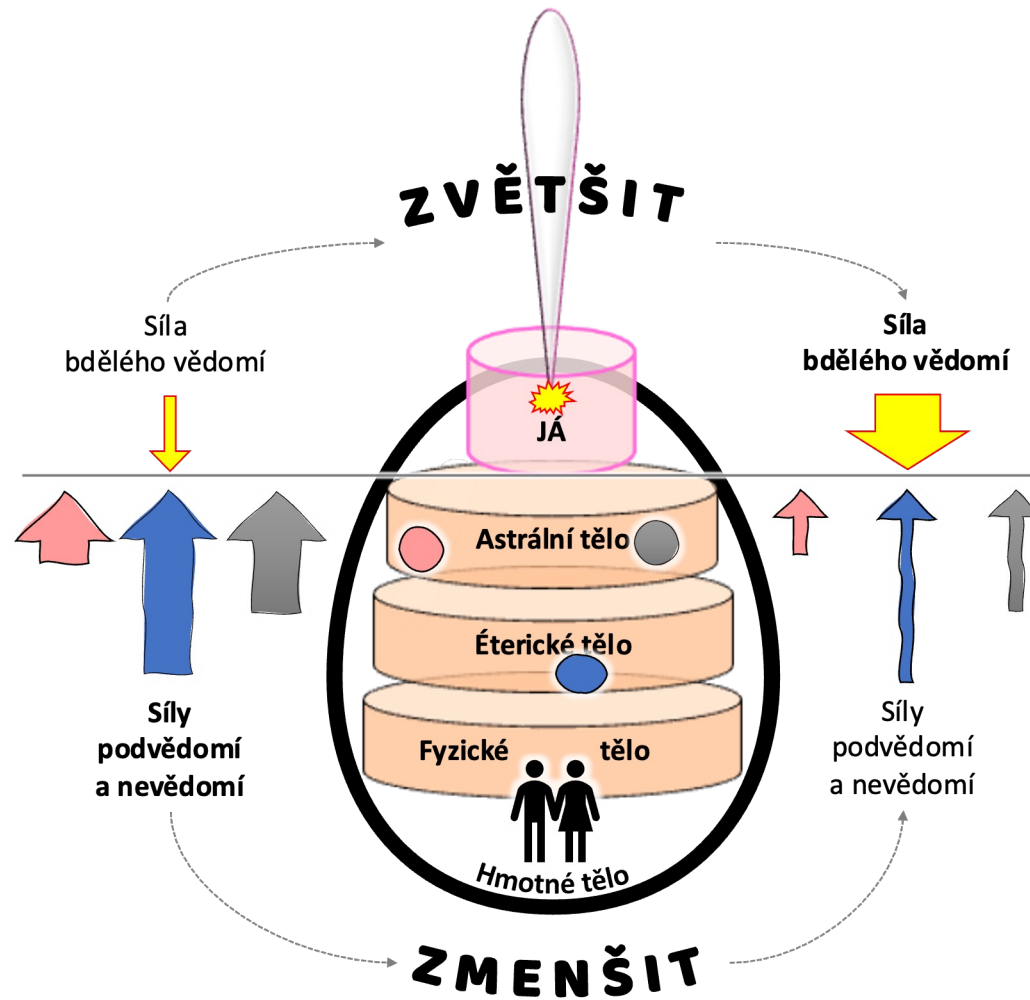 ZVĚTŠIT
Síla
bdělého vědomí
Síla
bdělého vědomí
JÁ
Astrální tělo
Éterické tělo
Fyzické tělo
Síly
podvědomí
a nevědomí
Síly
podvědomí
a nevědomí
Hmotné tělo
ZMENŠIT